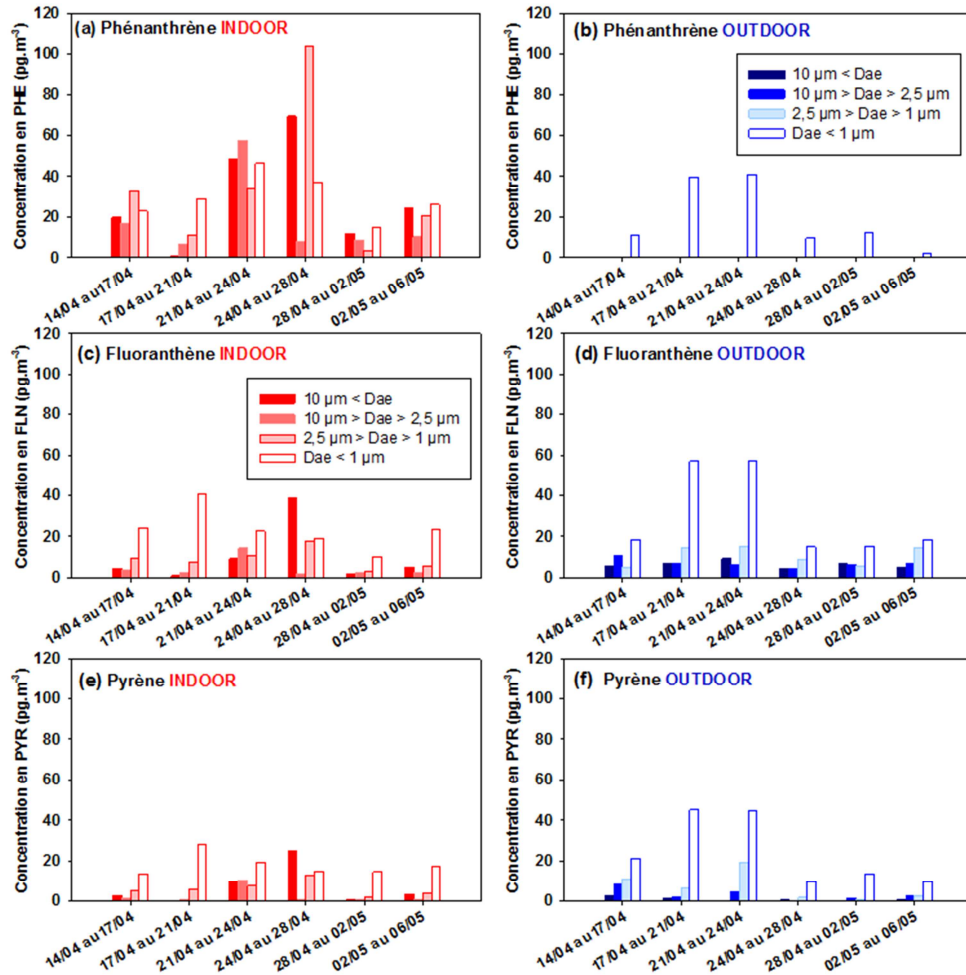 (a) Phénanthrène INDOOR
Concentration en PHE (pg.m⁻³)
120
100
80
60
40
20
0
14/04 au17/04
17/04 au 21/04
21/04 au 24/04
24/04 au 28/04
28/04 au 02/05
02/05 au 06/05
(b) Phénanthrène OUTDOOR
10 µm < Dae
10 µm > Dae > 2,5 µm
2,5 µm > Dae > 1 µm
Dae < 1 µm
Concentration en PHE (pg.m⁻³)
120
100
80
60
40
20
0
14/04 au17/04
17/04 au 21/04
21/04 au 24/04
24/04 au 28/04
28/04 au 02/05
02/05 au 06/05
(c) Fluoranthène INDOOR
10 µm < Dae
10 µm > Dae > 2,5 µm
2,5 µm > Dae > 1 µm
Dae < 1 µm
Concentration en FLN (pg.m⁻³)
120
100
80
60
40
20
0
14/04 au17/04
17/04 au 21/04
21/04 au 24/04
24/04 au 28/04
28/04 au 02/05
02/05 au 06/05
(d) Fluoranthène OUTDOOR
Concentration en FLN (pg.m⁻³)
120
100
80
60
40
20
0
14/04 au17/04
17/04 au 21/04
21/04 au 24/04
24/04 au 28/04
28/04 au 02/05
02/05 au 06/05
(e) Pyrène INDOOR
Concentration en PYR (pg.m⁻³)
120
100
80
60
40
20
0
14/04 au17/04
17/04 au 21/04
21/04 au 24/04
24/04 au 28/04
28/04 au 02/05
02/05 au 06/05
(f) Pyrène OUTDOOR
Concentration en PYR (pg.m⁻³)
120
100
80
60
40
20
0
14/04 au17/04
17/04 au 21/04
21/04 au 24/04
24/04 au 28/04
28/04 au 02/05
02/05 au 06/05